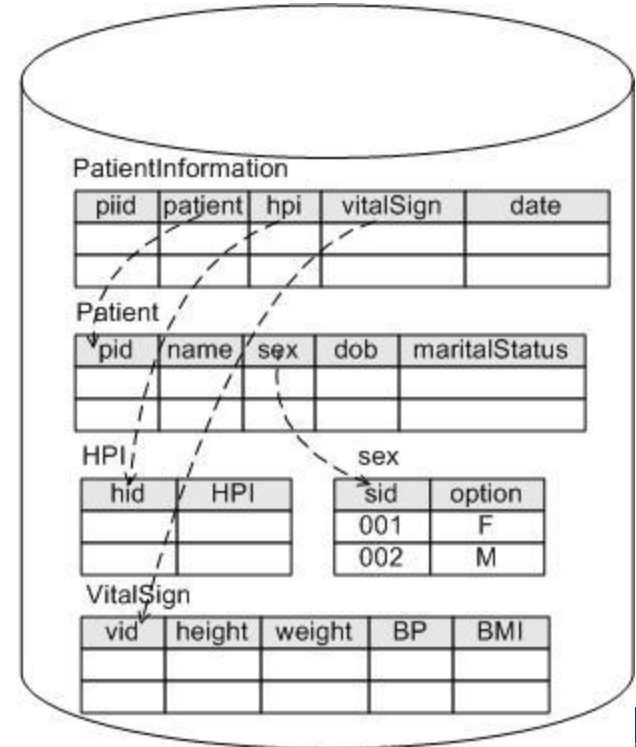 PatientInformation
piid patient hpi vitalSign date
Patient
pid name sex dob maritalStatus
HPI sex
hid HPI sid option
001 F
002 M
VitalSign
vid height weight BP BMI